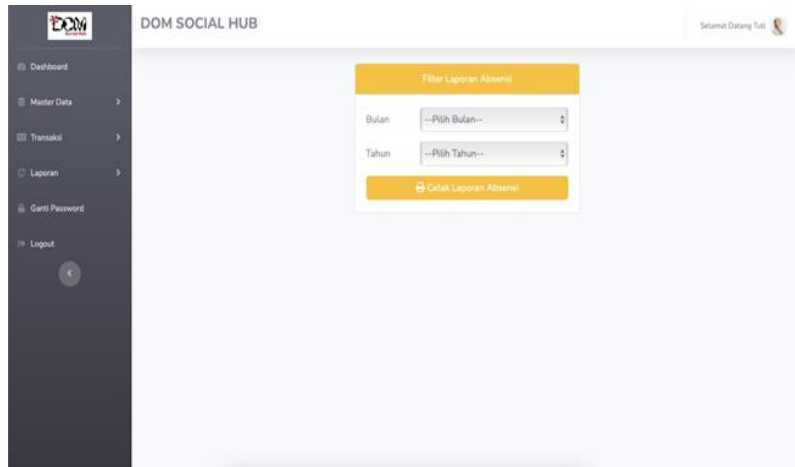 DOM
DOM SOCIAL HUB
Selamat Datang Tuti
Dashboard
Master Data
Transaksi
Laporan
Ganti Password
Logout
Filter Laporan Absensi
Bulan
--Pilih Bulan--
Tahun
--Pilih Tahun--
Cetak Laporan Absensi